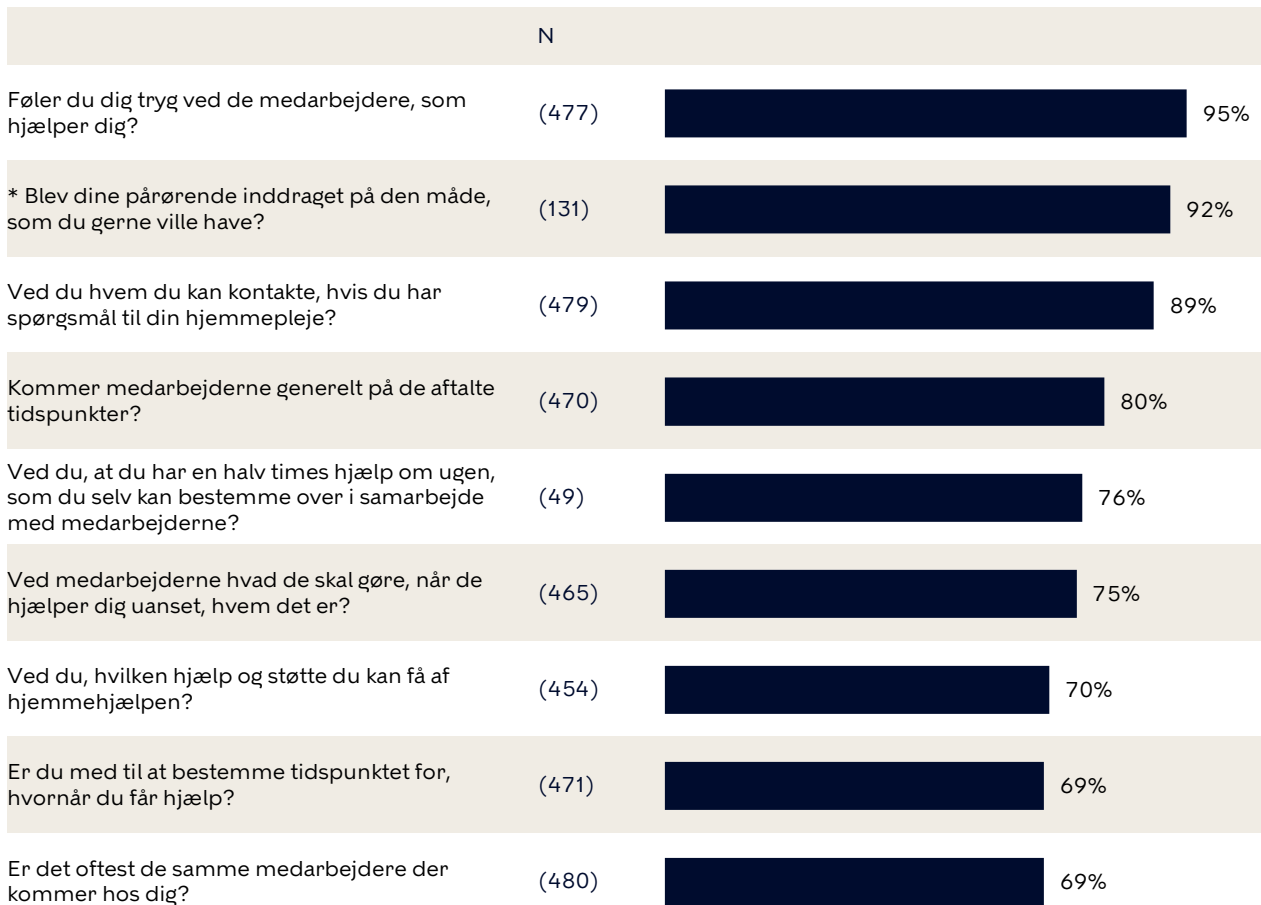 N
Føler du dig tryg ved de medarbejdere, som
hjælper dig?
(477)
95%
* Blev dine pårørende inddraget på den måde,
som du gerne ville have?
(131)
92%
Ved du hvem du kan kontakte, hvis du har
spørgsmål til din hjemmepleje?
(479)
89%
Kommer medarbejderne generelt på de aftalte
tidspunkter?
(470)
80%
Ved du, at du har en halv times hjælp om ugen,
som du selv kan bestemme over i samarbejde
med medarbejderne?
(49)
76%
Ved medarbejderne hvad de skal gøre, når de
hjælper dig uanset, hvem det er?
(465)
75%
Ved du, hvilken hjælp og støtte du kan få af
hjemmehjælpen?
(454)
70%
Er du med til at bestemme tidspunktet for,
hvornår du får hjælp?
(471)
69%
Er det oftest de samme medarbejdere der
kommer hos dig?
(480)
69%